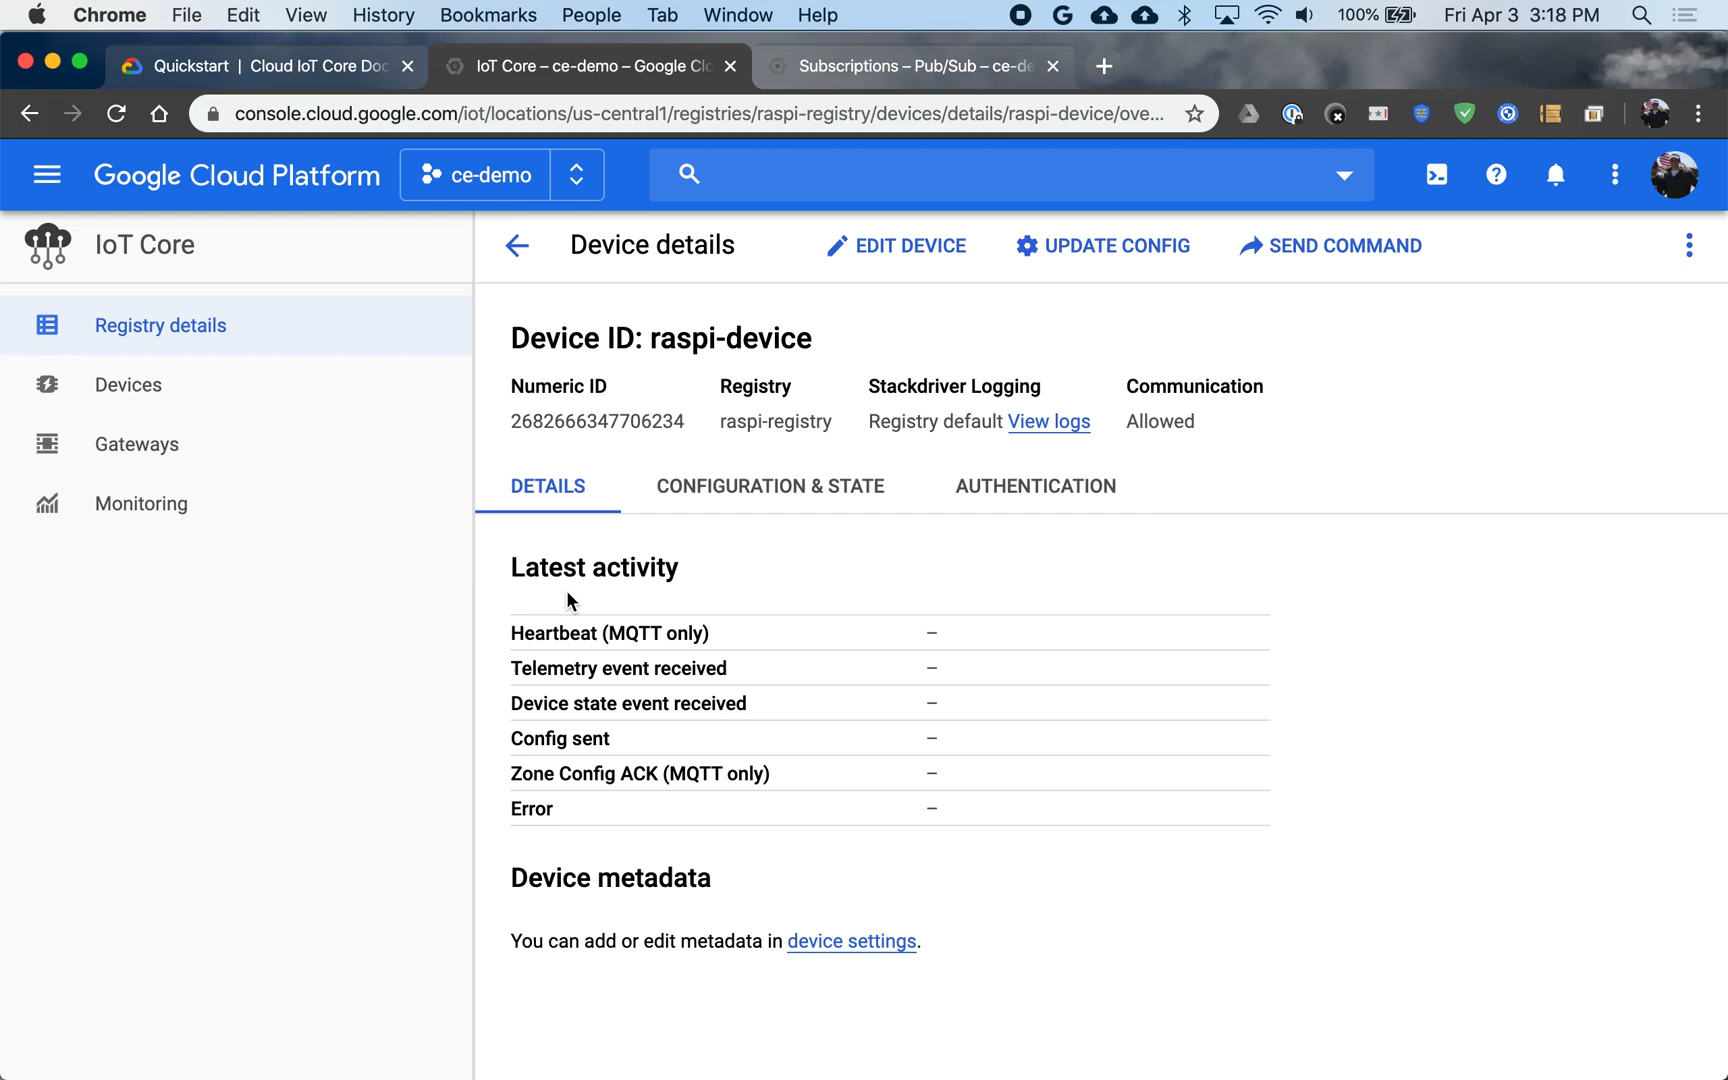 Chrome File Edit View History Bookmarks People Tab Window Help 100% Fri Apr 3 3:18 PM
Quickstart | Cloud IoT Core Doc IoT Core – ce-demo – Google Clo Subscriptions – Pub/Sub – ce-de
console.cloud.google.com/iot/locations/us-central1/registries/raspi-registry/devices/details/raspi-device/ove...
Google Cloud Platform ce-demo
IoT Core
Registry details
Devices
Gateways
Monitoring
Device details EDIT DEVICE UPDATE CONFIG SEND COMMAND
Device ID: raspi-device
Numeric ID Registry Stackdriver Logging Communication
2682666347706234 raspi-registry Registry default View logs Allowed
DETAILS CONFIGURATION & STATE AUTHENTICATION
Latest activity
Heartbeat (MQTT only) –
Telemetry event received –
Device state event received –
Config sent –
Zone Config ACK (MQTT only) –
Error –
Device metadata
You can add or edit metadata in device settings.